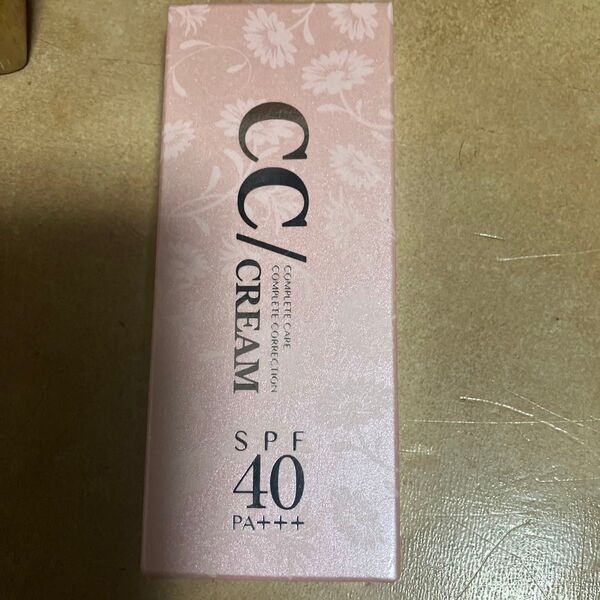 CC/CREAM
COMPLETE CARE
COMPLETE CORRECTION
SPF
40
PA+++